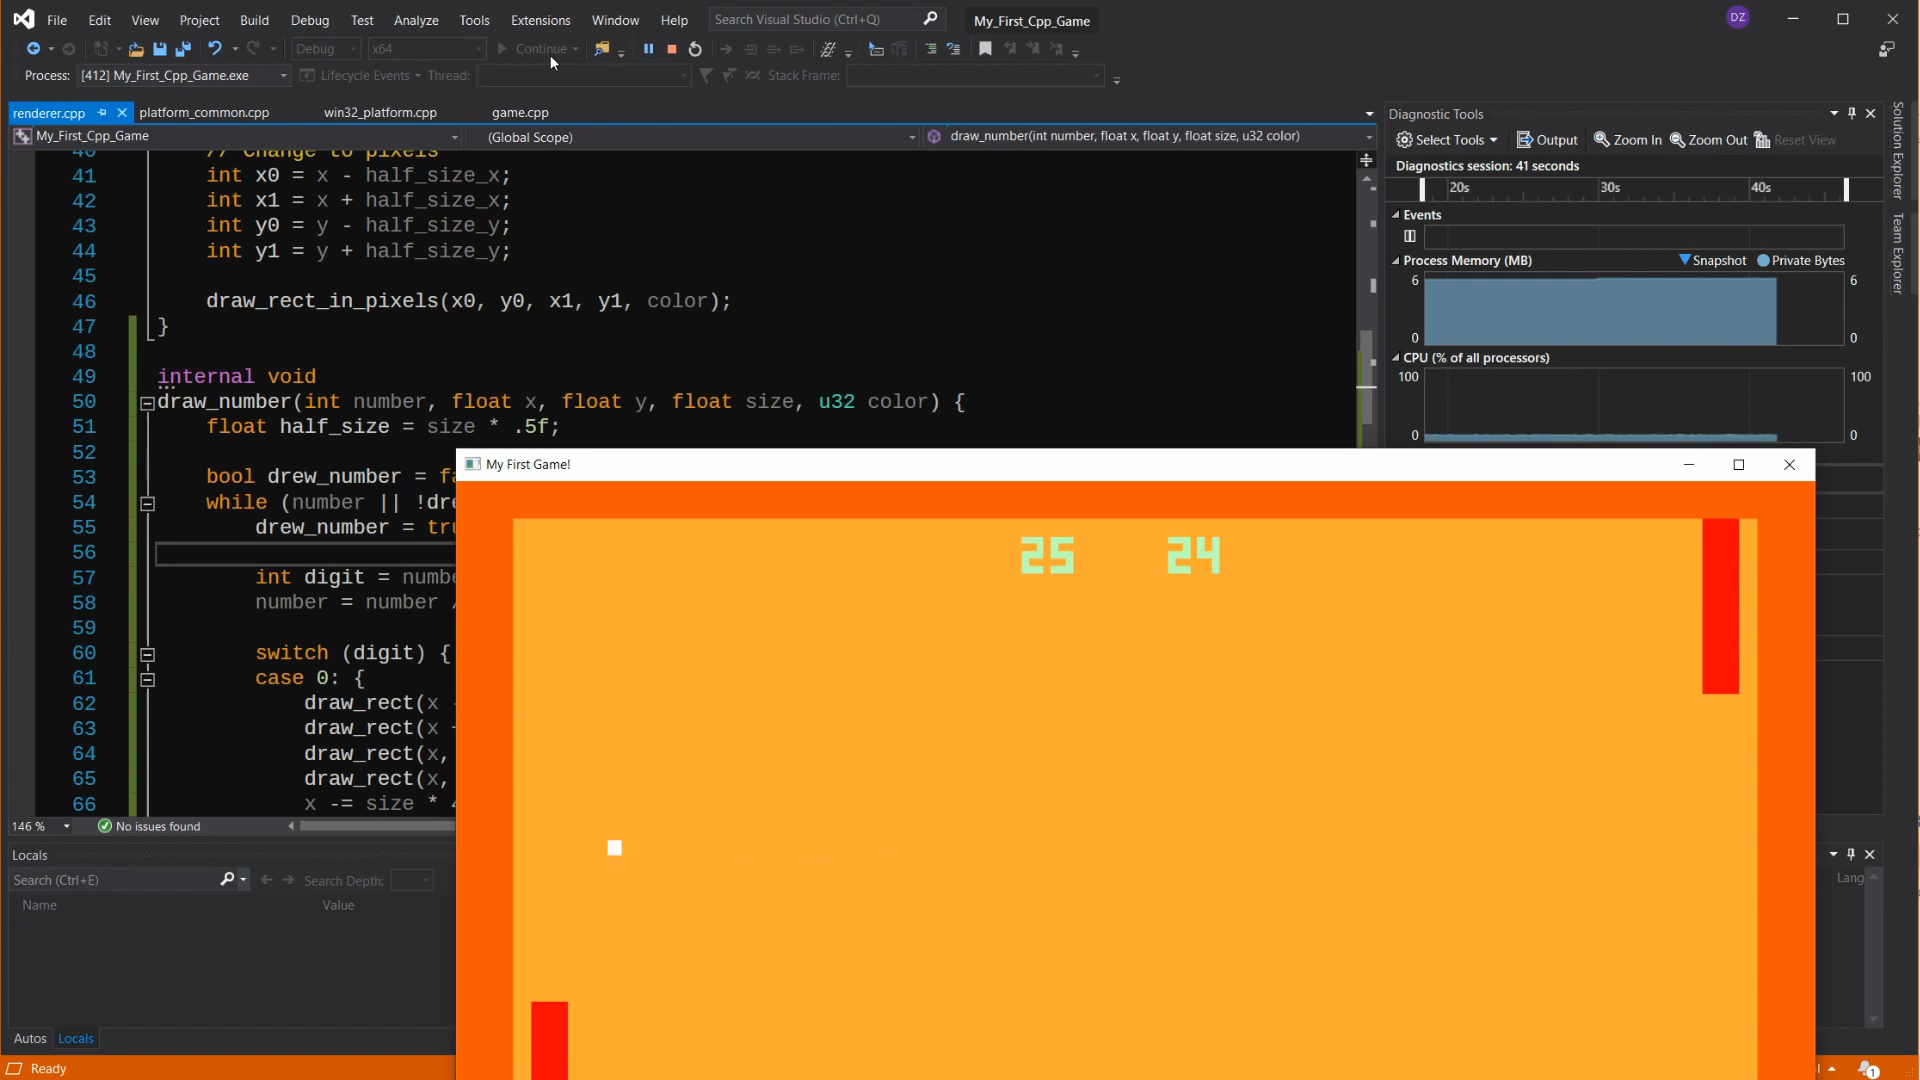 File Edit View Project Build Debug Test Analyze Tools Extensions Window Help Search Visual Studio (Ctrl+Q) My_First_Cpp_Game DZ
Debug x64 Continue
Process: [412] My_First_Cpp_Game.exe Lifecycle Events Thread: Stack Frame:
renderer.cpp platform_common.cpp win32_platform.cpp game.cpp
My_First_Cpp_Game (Global Scope) draw_number(int number, float x, float y, float size, u32 color)
40 // Change to pixels
41 int x0 = x - half_size_x;
42 int x1 = x + half_size_x;
43 int y0 = y - half_size_y;
44 int y1 = y + half_size_y;
45
46 draw_rect_in_pixels(x0, y0, x1, y1, color);
47 }
48
49 internal void
50 draw_number(int number, float x, float y, float size, u32 color) {
51 float half_size = size * .5f;
52
53 bool drew_number = fa
54 while (number || !dre
55 drew_number = tru
56
57 int digit = numbe
58 number = number /
59
60 switch (digit) {
61 case 0: {
62 draw_rect(x -
63 draw_rect(x +
64 draw_rect(x,
65 draw_rect(x,
66 x -= size * 4
146 % No issues found
Locals
Search (Ctrl+E) Search Depth:
Name Value
Autos Locals
Ready
Diagnostic Tools
Select Tools Output Zoom In Zoom Out Reset View
Diagnostics session: 41 seconds
20s 30s 40s
Events
Process Memory (MB) Snapshot Private Bytes
6 6
0 0
CPU (% of all processors)
100 100
0 0
My First Game!
25 24
Lang
1
Solution Explorer
Team Explorer